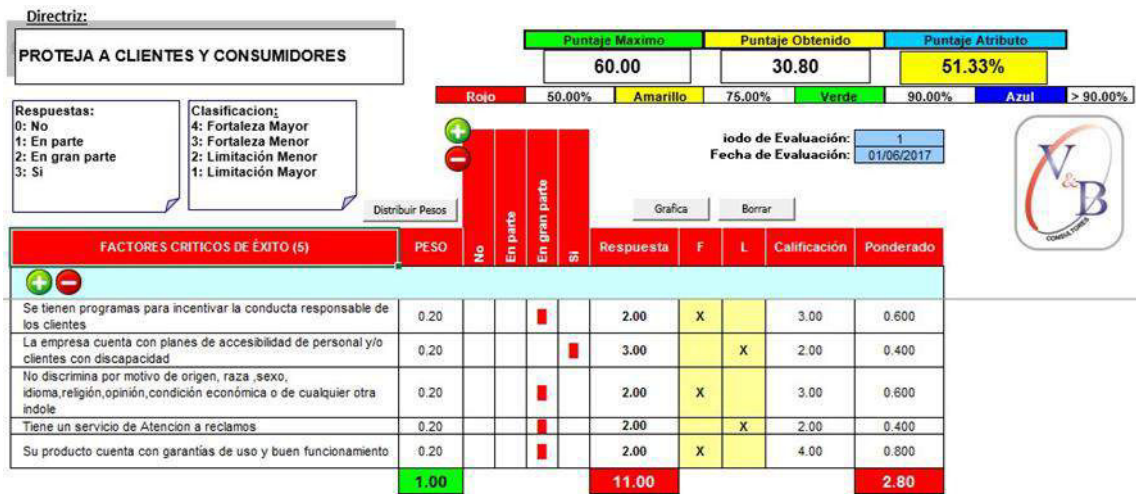 Directriz:
PROTEJA A CLIENTES Y CONSUMIDORES
Puntaje Maximo Puntaje Obtenido Puntaje Atributo
60.00 30.80 51.33%
Rojo 50.00% Amarillo 75.00% Verde 90.00% Azul > 90.00%
Respuestas:
0: No
1: En parte
2: En gran parte
3: Si
Clasificacion:
4: Fortaleza Mayor
3: Fortaleza Menor
2: Limitación Menor
1: Limitación Mayor
iodo de Evaluación: 1
Fecha de Evaluación: 01/06/2017
V&B
CONSULTORES
Distribuir Pesos
Grafica
Borrar
FACTORES CRITICOS DE ÉXITO (5) PESO No En parte En gran parte Si Respuesta F L Calificación Ponderado
Se tienen programas para incentivar la conducta responsable de
los clientes
0.20 2.00 X 3.00 0.600
La empresa cuenta con planes de accesibilidad de personal y/o
clientes con discapacidad
0.20 3.00 X 2.00 0.400
No discrimina por motivo de origen, raza ,sexo,
idioma,religión,opinión,condición económica o de cualquier otra
indole
0.20 2.00 X 3.00 0.600
Tiene un servicio de Atencion a reclamos 0.20 2.00 X 2.00 0.400
Su producto cuenta con garantías de uso y buen funcionamiento 0.20 2.00 X 4.00 0.800
1.00 11.00 2.80